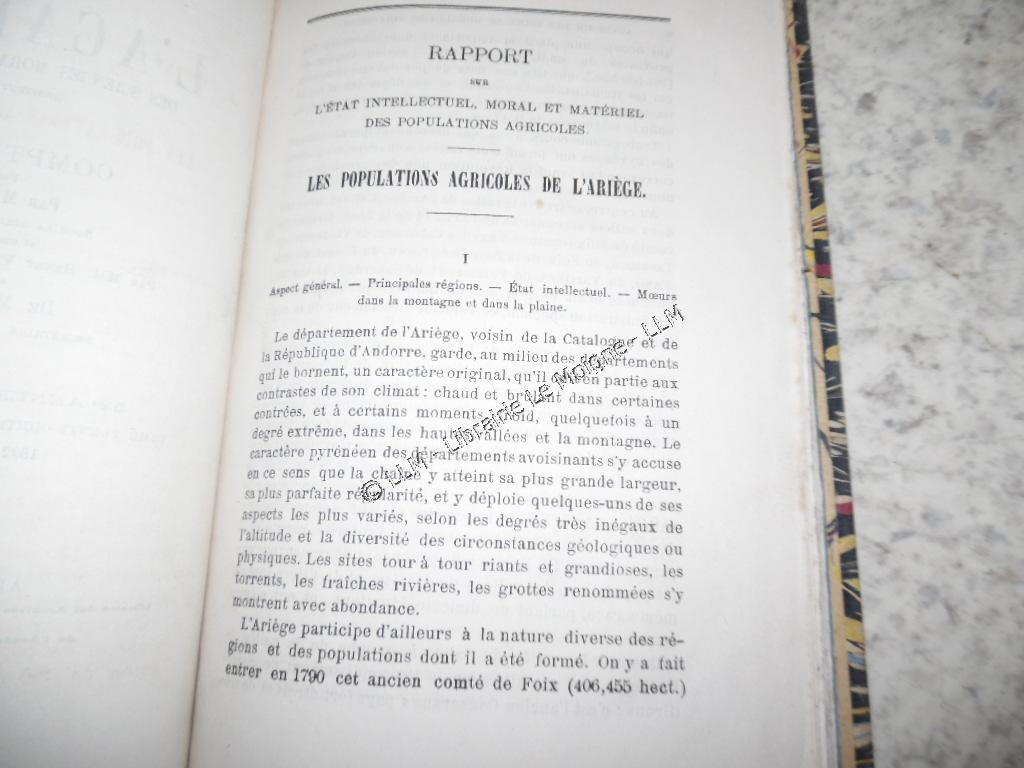 L'ACA
DES SCIENCES MORA
COMPT
PAR M
RAPPORT
SUR
L'ÉTAT INTELLECTUEL, MORAL ET MATÉRIEL
DES POPULATIONS AGRICOLES.
LES POPULATIONS AGRICOLES DE L'ARIÈGE.
I
Aspect général. — Principales régions. — État intellectuel. — Mœurs
dans la montagne et dans la plaine.
Le département de l'Ariège, voisin de la Catalogne et de
la République d'Andorre, garde, au milieu des départements
qui le bornent, un caractère original, qu'il doit en partie aux
contrastes de son climat : chaud et brûlant dans certaines
contrées, et à certains moments, froid, quelquefois à un
degré extrême, dans les hautes vallées et la montagne. Le
caractère pyrénéen des départements avoisinants s'y accuse
en ce sens que la chaîne y atteint sa plus grande largeur,
sa plus parfaite régularité, et y déploie quelques-uns de ses
aspects les plus variés, selon les degrés très inégaux de
l'altitude et la diversité des circonstances géologiques ou
physiques. Les sites tour à tour riants et grandioses, les
torrents, les fraîches rivières, les grottes renommées s'y
montrent avec abondance.
L'Ariège participe d'ailleurs à la nature diverse des ré-
gions et des populations dont il a été formé. On y a fait
entrer en 1790 cet ancien comté de Foix (406,455 hect.)
© LLM - Librairie Le Moigne - LLM